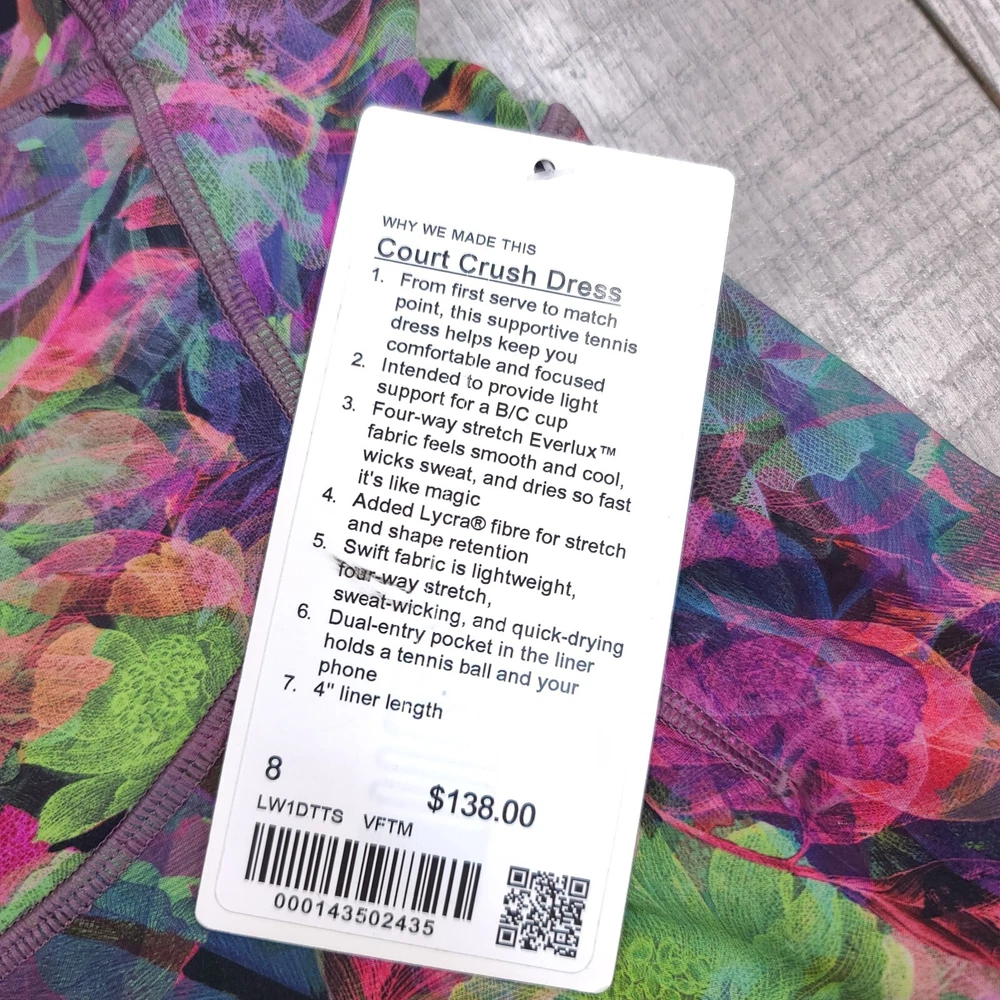 WHY WE MADE THIS
Court Crush Dress
1. From first serve to match
point, this supportive tennis
dress helps keep you
comfortable and focused
2. Intended to provide light
support for a B/C cup
3. Four-way stretch Everlux™
fabric feels smooth and cool,
wicks sweat, and dries so fast
it's like magic
4. Added Lycra® fibre for stretch
and shape retention
5. Swift fabric is lightweight,
four-way stretch,
sweat-wicking, and quick-drying
6. Dual-entry pocket in the liner
holds a tennis ball and your
phone
7. 4" liner length
8 $138.00
LW1DTTS VFTM
000143502435